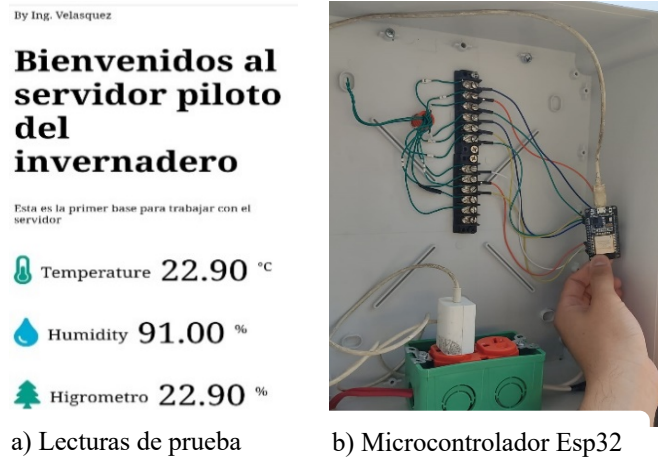 By Ing. Velasquez
Bienvenidos al
servidor piloto
del
invernadero
Esta es la primer base para trabajar con el
servidor
Temperature 22.90 °C
Humidity 91.00 %
Higrometro 22.90 %
a) Lecturas de prueba
b) Microcontrolador Esp32